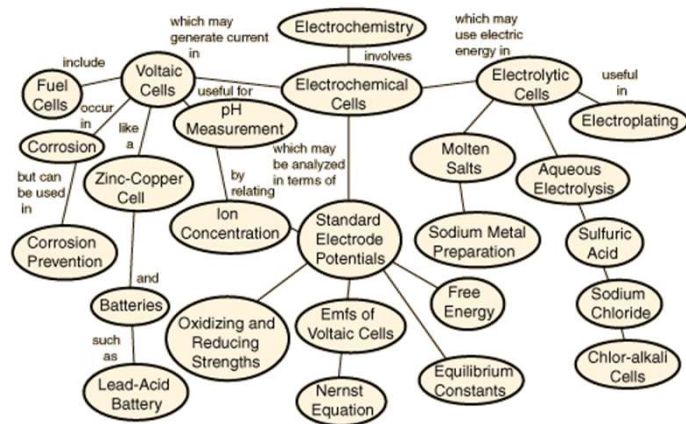 which may
generate current
in
Electrochemistry
which may
use electric
energy in
involves
include
Fuel
Cells
Voltaic
Cells
Electrochemical
Cells
Electrolytic
Cells
useful
in
Electroplating
occur
in
useful for
pH
Measurement
Corrosion
like
a
but can
be used
in
Zinc-Copper
Cell
by
relating
which may
be analyzed
in terms of
Molten
Salts
Aqueous
Electrolysis
Corrosion
Prevention
Ion
Concentration
Standard
Electrode
Potentials
Sodium Metal
Preparation
Sulfuric
Acid
and
Batteries
Oxidizing and
Reducing
Strengths
Emfs of
Voltaic Cells
Free
Energy
Sodium
Chloride
such
as
Lead-Acid
Battery
Nernst
Equation
Equilibrium
Constants
Chlor-alkali
Cells